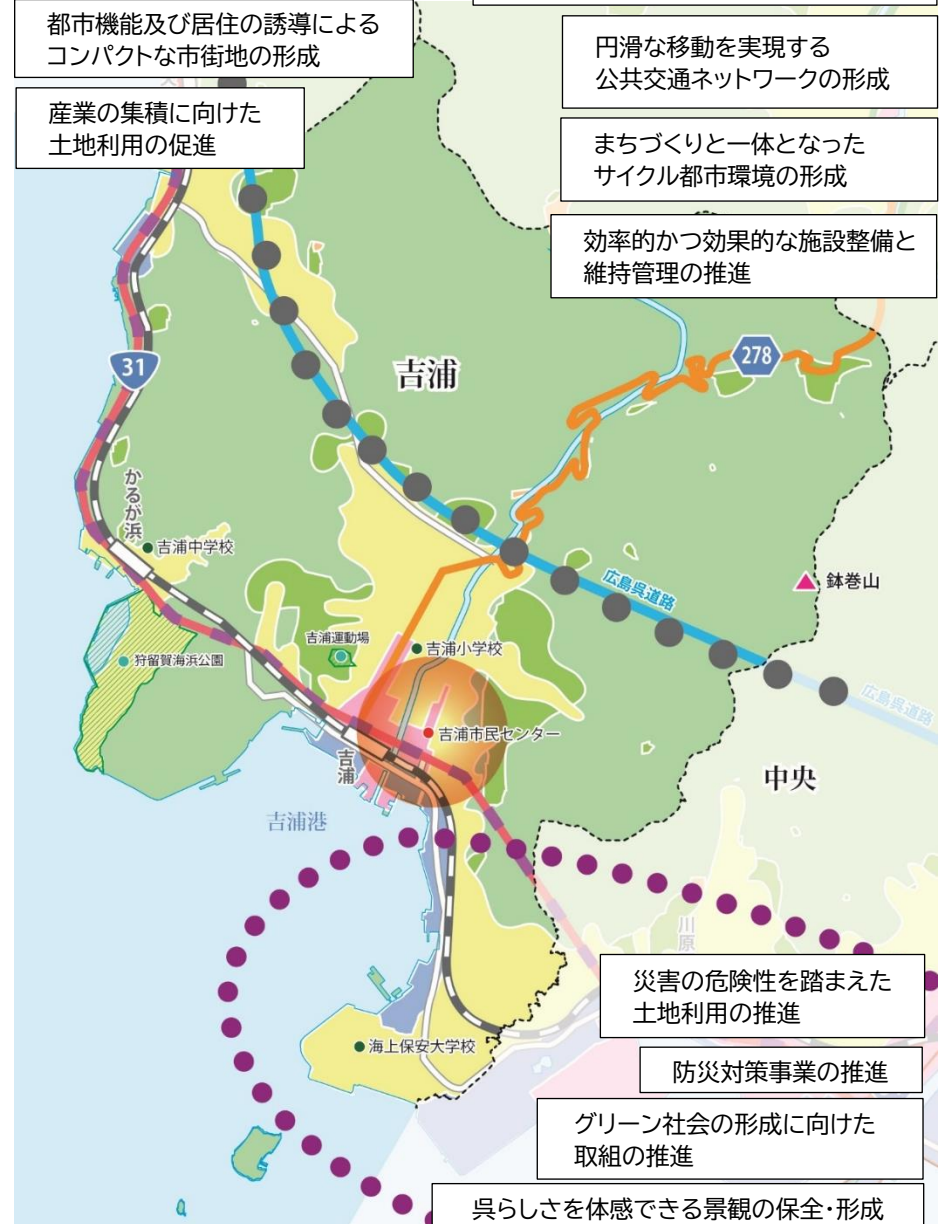 都市機能及び居住の誘導による
コンパクトな市街地の形成
産業の集積に向けた
土地利用の促進
円滑な移動を実現する
公共交通ネットワークの形成
まちづくりと一体となった
サイクル都市環境の形成
効率的かつ効果的な施設整備と
維持管理の推進
278
吉浦
31
かるが浜
吉浦中学校
広島呉道路
鉢巻山
吉浦運動場
吉浦小学校
狩留賀海浜公園
広島呉道路
吉浦市民センター
吉浦
中央
吉浦港
川原
災害の危険性を踏まえた
土地利用の推進
海上保安大学校
防災対策事業の推進
グリーン社会の形成に向けた
取組の推進
呉らしさを体感できる景観の保全・形成